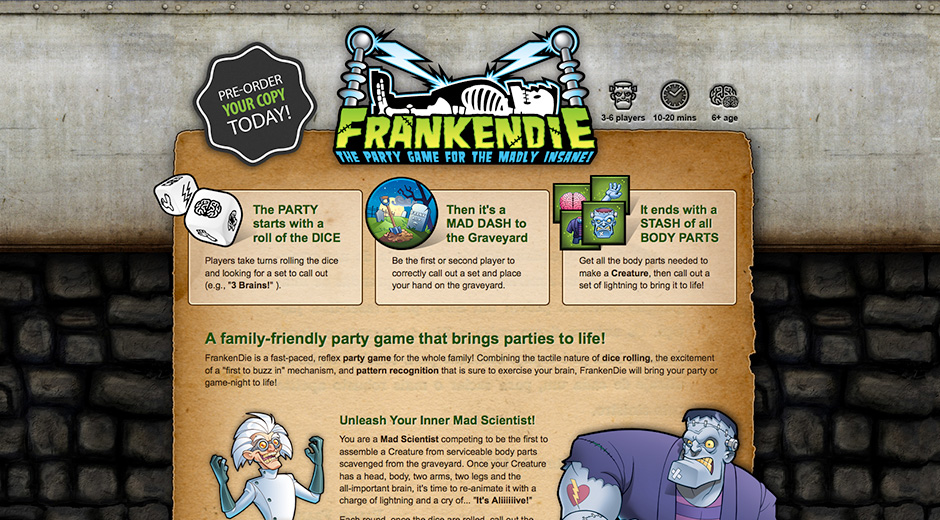 PRE-ORDER
YOUR COPY
TODAY!
FRANKENDIE
THE PARTY GAME FOR THE MADLY INSANE!
3-6 players
10-20 mins
6+ age
The PARTY
starts with a
roll of the DICE
Players take turns rolling the dice
and looking for a set to call out
(e.g., "3 Brains!" ).
Then it's a
MAD DASH to
the Graveyard
Be the first or second player to
correctly call out a set and place
your hand on the graveyard.
It ends with a
STASH of all
BODY PARTS
Get all the body parts needed to
make a Creature, then call out a
set of lightning to bring it to life!
A family-friendly party game that brings parties to life!
FrankenDie is a fast-paced, reflex party game for the whole family! Combining the tactile nature of dice rolling, the excitement
of a "first to buzz in" mechanism, and pattern recognition that is sure to exercise your brain, FrankenDie will bring your party or
game-night to life!
Unleash Your Inner Mad Scientist!
You are a Mad Scientist competing to be the first to
assemble a Creature from serviceable body parts
scavenged from the graveyard. Once your Creature
has a head, body, two arms, two legs and the
all-important brain, it's time to re-animate it with a
charge of lightning and a cry of... "It's Aliiiiiive!"
Each round, once the dice are rolled, call out the